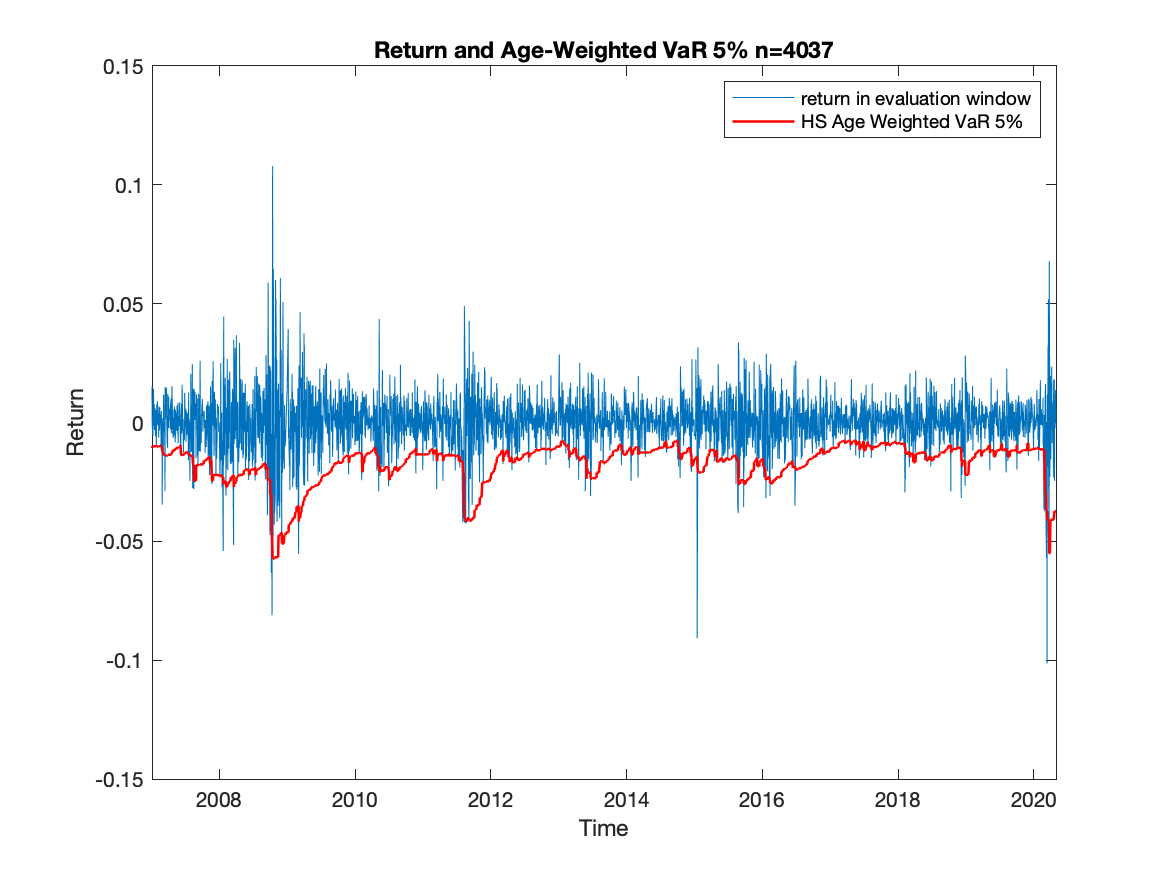 Return and Age-Weighted VaR 5% n=4037
return in evaluation window
HS Age Weighted VaR 5%
0.15
0.1
0.05
0
-0.05
-0.1
-0.15
Return
2008 2010 2012 2014 2016 2018 2020
Time